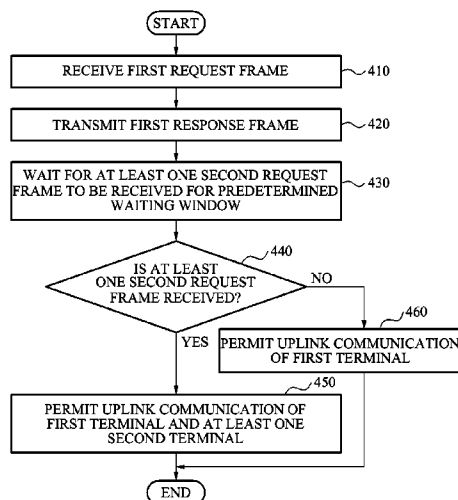 START
RECEIVE FIRST REQUEST FRAME
410
TRANSMIT FIRST RESPONSE FRAME
420
WAIT FOR AT LEAST ONE SECOND REQUEST
FRAME TO BE RECEIVED FOR PREDETERMINED
WAITING WINDOW
430
440
IS AT LEAST
ONE SECOND REQUEST
FRAME RECEIVED?
NO
460
YES
PERMIT UPLINK COMMUNICATION
OF FIRST TERMINAL
450
PERMIT UPLINK COMMUNICATION OF
FIRST TERMINAL AND AT LEAST ONE
SECOND TERMINAL
END